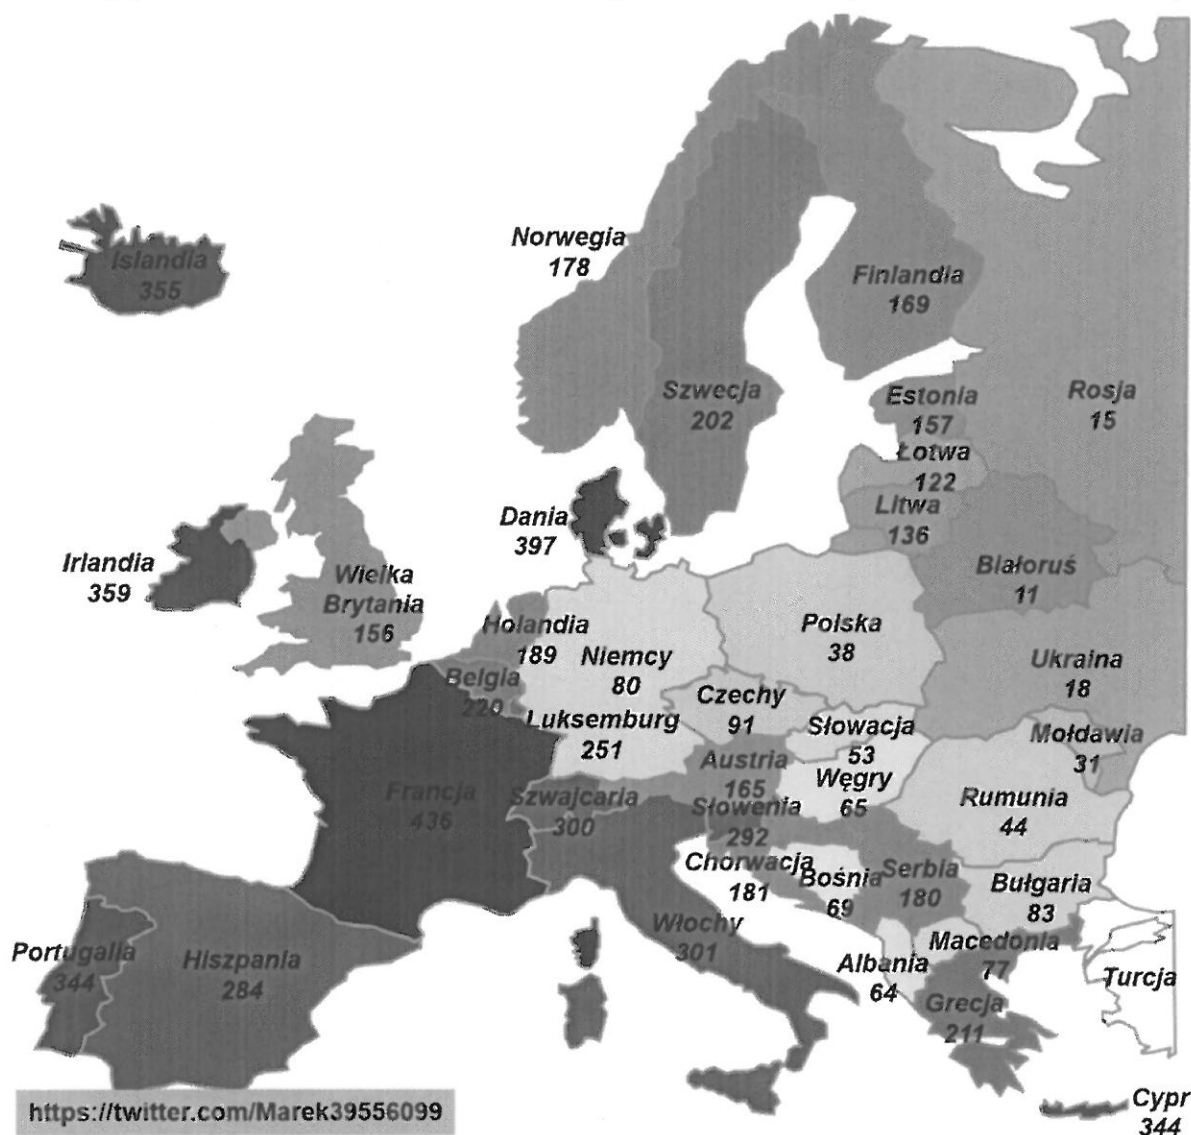 Islandia
355
Norwegia
178
Finlandia
169
Szwecja
202
Estonia
157
Rosja
15
Łotwa
122
Litwa
136
Dania
397
Irlandia
359
Wielka
Brytania
156
Białoruś
11
Holandia
189
Polska
38
Niemcy
80
Ukraina
18
Belgia
220
Czechy
91
Luksemburg
251
Słowacja
53
Mołdawia
31
Austria
165
Węgry
65
Francja
436
Szwajcaria
300
Słowenia
292
Rumunia
44
Chorwacja
181
Bośnia
69
Serbia
180
Bułgaria
83
Włochy
301
Macedonia
77
Portugalia
344
Hiszpania
284
Albania
64
Turcja
Grecja
211
Cypr
344
https://twitter.com/Marek39556099